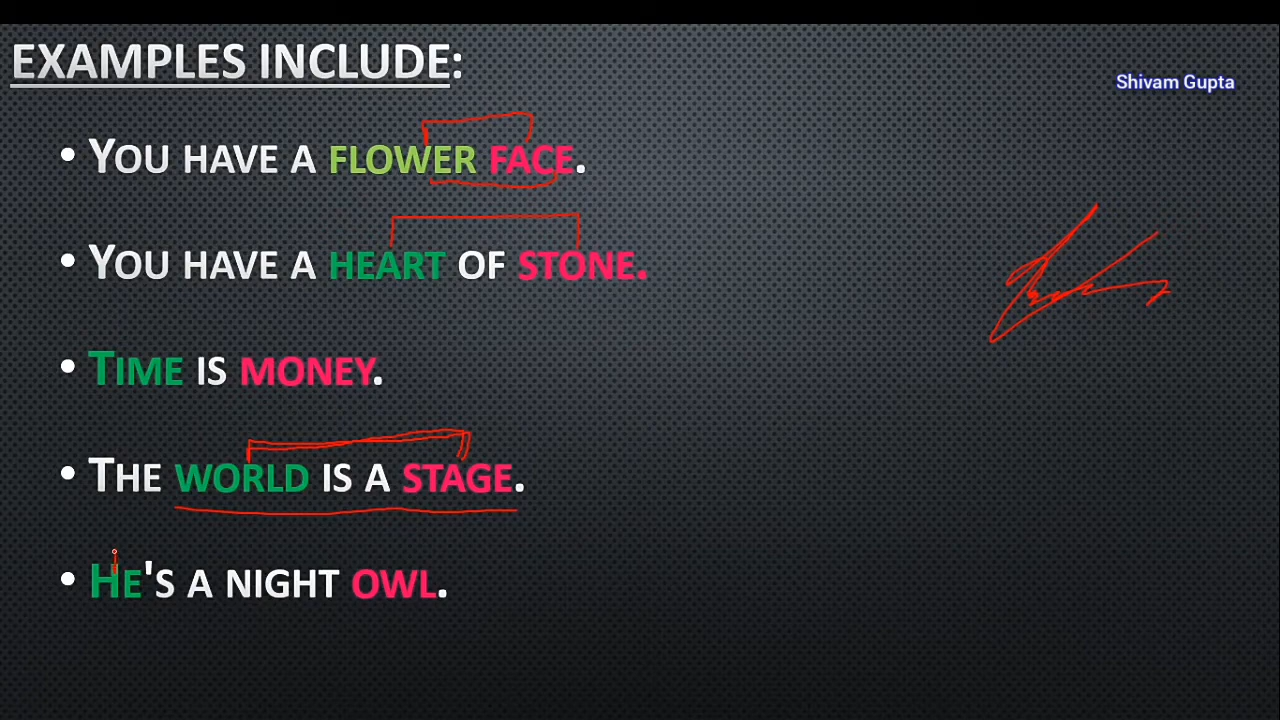 EXAMPLES INCLUDE:
Shivam Gupta
• YOU HAVE A FLOWER FACE.
• YOU HAVE A HEART OF STONE.
• TIME IS MONEY.
• THE WORLD IS A STAGE.
• HE'S A NIGHT OWL.